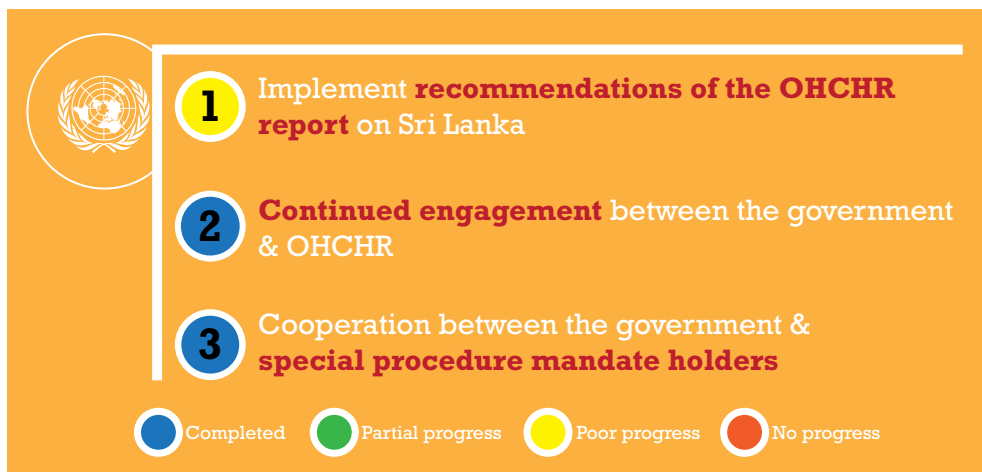 1
Implement recommendations of the OHCHR
report on Sri Lanka
2
Continued engagement between the government
& OHCHR
3
Cooperation between the government &
special procedure mandate holders
Completed Partial progress Poor progress No progress